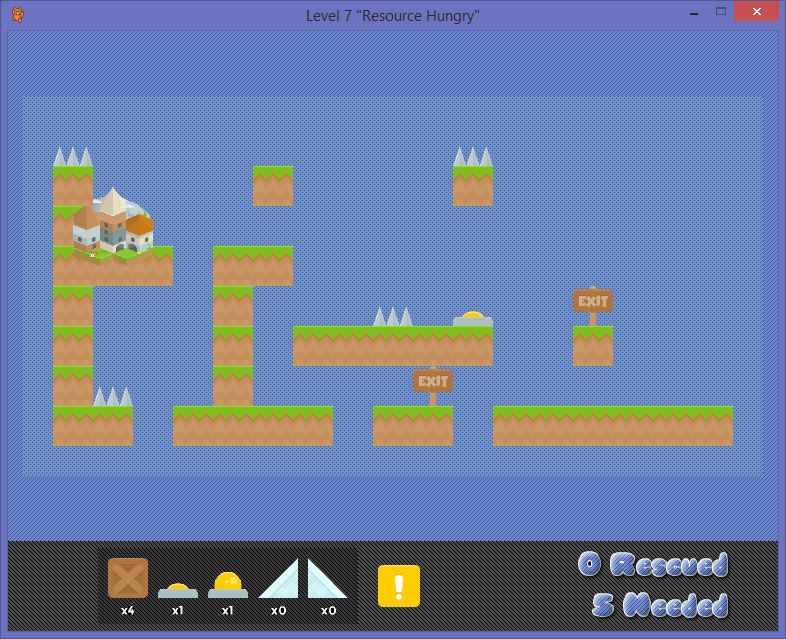 Level 7 "Resource Hungry"
EXIT
EXIT
x4 x1 x1 x0 x0
!
0 Rescued
5 Needed